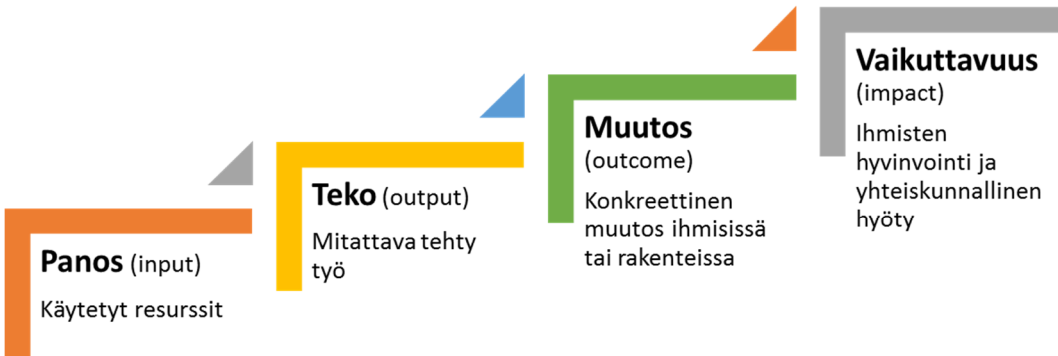 Panos (input)
Käytetyt resurssit
Teko (output)
Mitattava tehty
työ
Muutos
(outcome)
Konkreettinen
muutos ihmisissä
tai rakenteissa
Vaikuttavuus
(impact)
Ihmisten
hyvinvointi ja
yhteiskunnallinen
hyöty